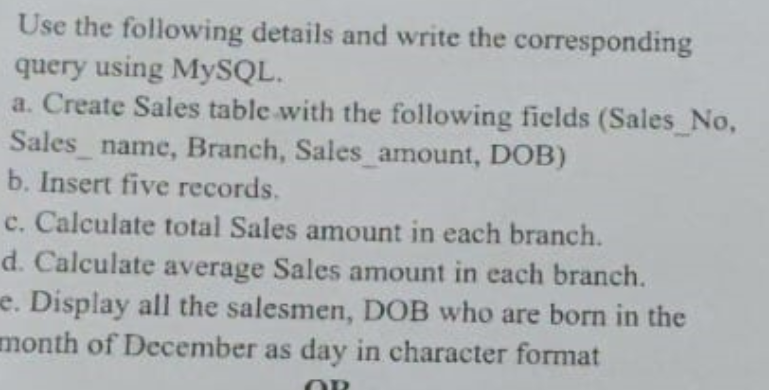 Use the following details and write the corresponding
query using MySQL.
a. Create Sales table with the following fields (Sales_No,
Sales_ name, Branch, Sales_amount, DOB)
b. Insert five records.
c. Calculate total Sales amount in each branch.
d. Calculate average Sales amount in each branch.
e. Display all the salesmen, DOB who are born in the
month of December as day in character format
OR